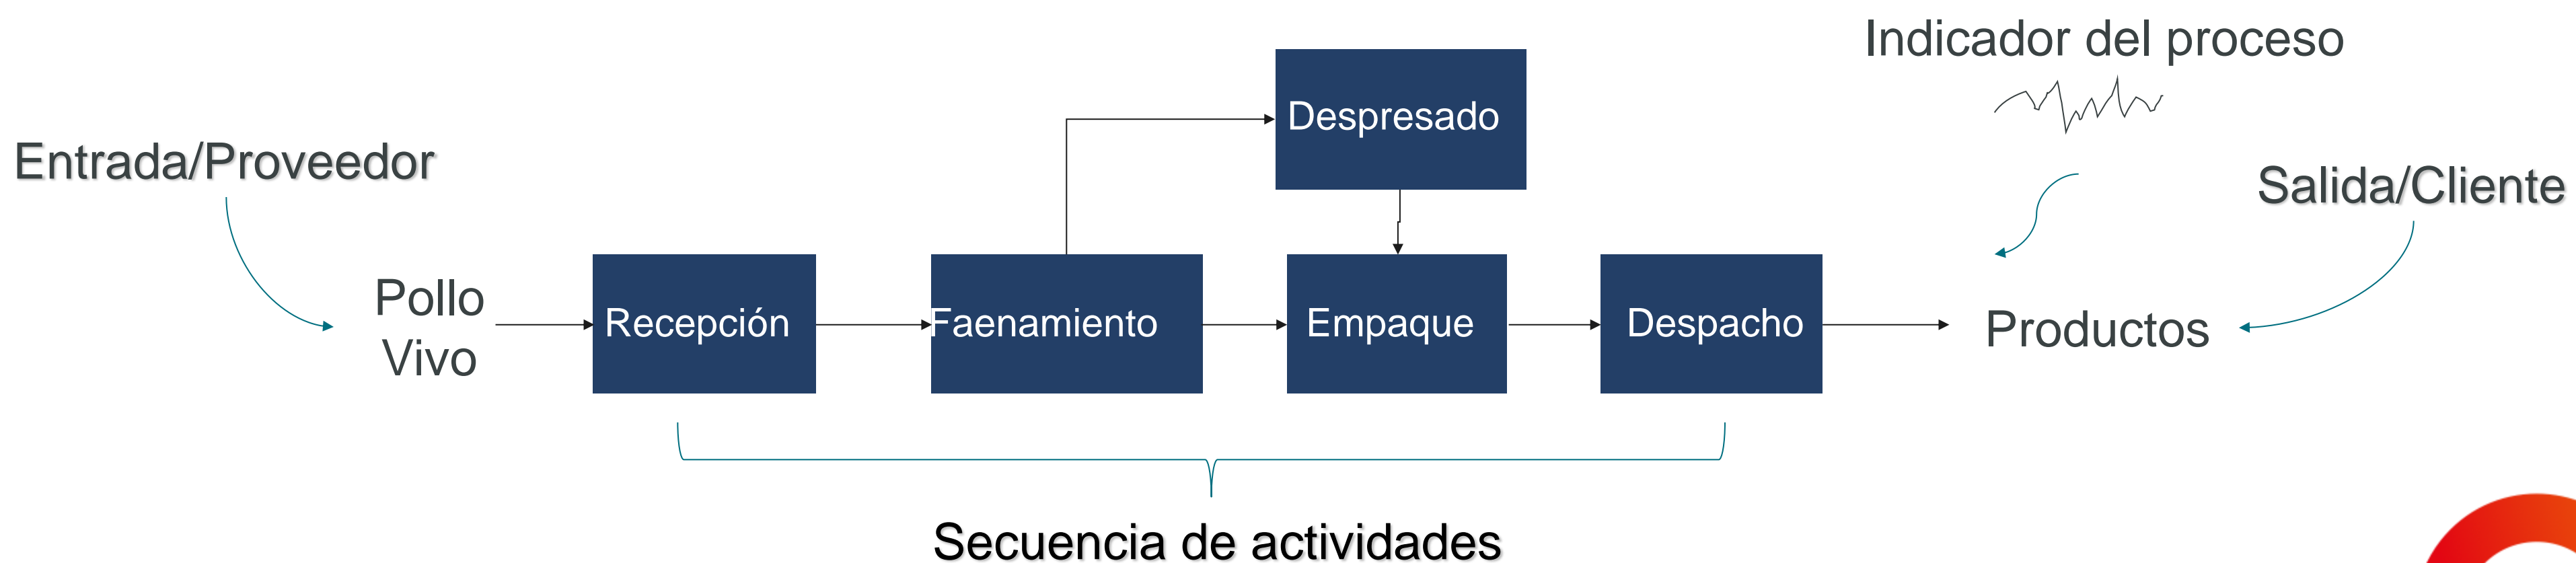 Indicador del proceso
Entrada/Proveedor
Despresado
Salida/Cliente
Pollo
Vivo
Recepción
Faenamiento
Empaque
Despacho
Productos
Secuencia de actividades